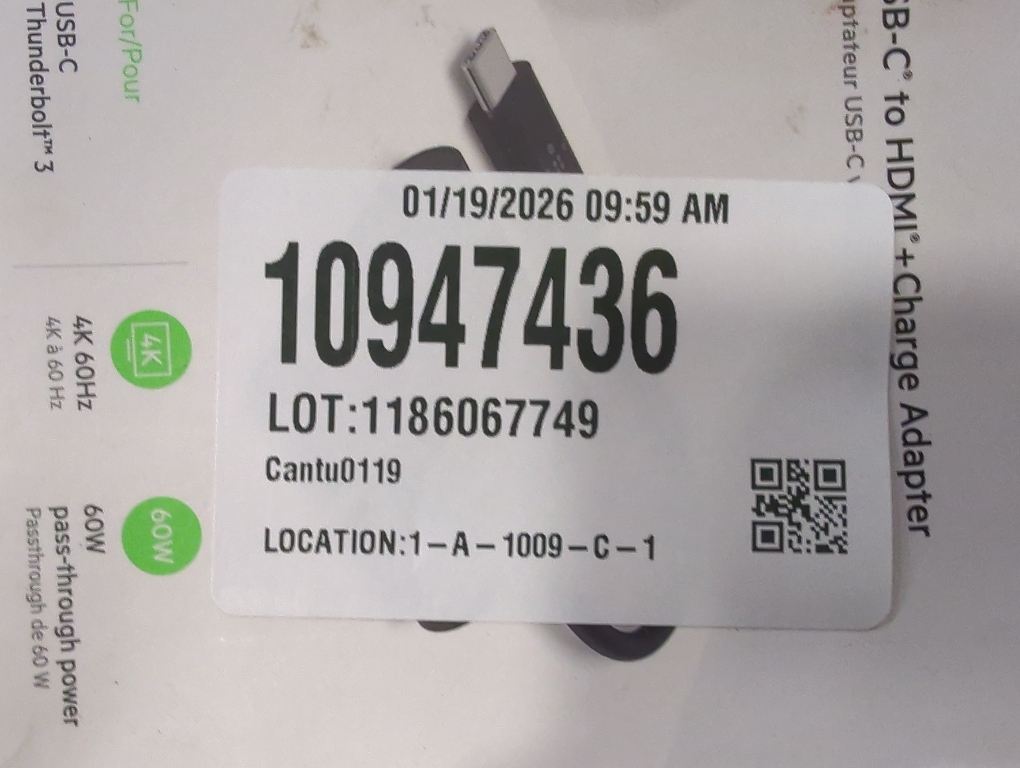 01/19/2026 09:59 AM
10947436
LOT:1186067749
Cantu0119
LOCATION:1-A-1009-C-1
to HDMI®+Charge Adapter
USB-C
For/Pour
USB-C
Thunderbolt™ 3
4K
4K 60Hz
4K à 60 Hz
60W
60W
pass-through power
Passthrough de 60 W